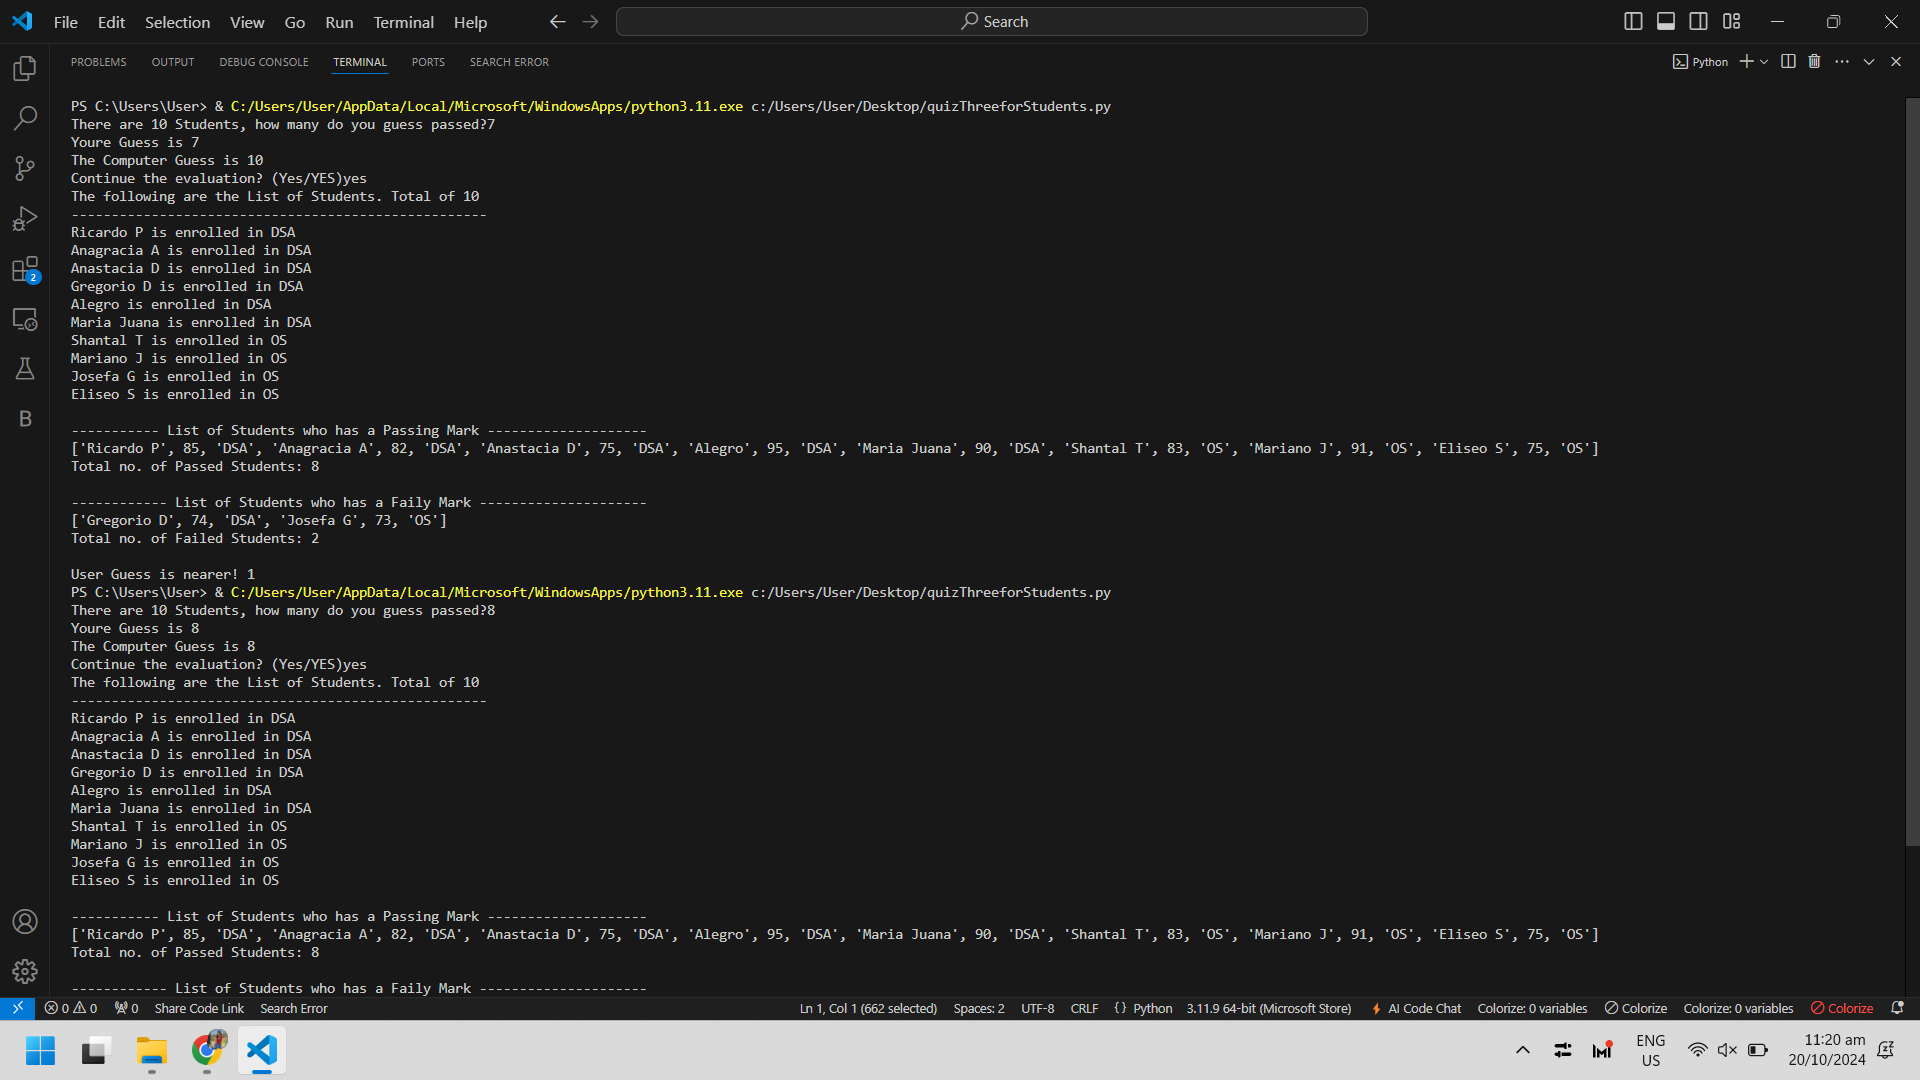 File Edit Selection View Go Run Terminal Help Search
PROBLEMS OUTPUT DEBUG CONSOLE TERMINAL PORTS SEARCH ERROR Python
PS C:\Users\User> & C:/Users/User/AppData/Local/Microsoft/WindowsApps/python3.11.exe c:/Users/User/Desktop/quizThreeforStudents.py
There are 10 Students, how many do you guess passed?7
Youre Guess is 7
The Computer Guess is 10
Continue the evaluation? (Yes/YES)yes
The following are the List of Students. Total of 10
----------------------------------------------------
Ricardo P is enrolled in DSA
Anagracia A is enrolled in DSA
Anastacia D is enrolled in DSA
Gregorio D is enrolled in DSA
Alegro is enrolled in DSA
Maria Juana is enrolled in DSA
Shantal T is enrolled in OS
Mariano J is enrolled in OS
Josefa G is enrolled in OS
Eliseo S is enrolled in OS
----------- List of Students who has a Passing Mark --------------------
['Ricardo P', 85, 'DSA', 'Anagracia A', 82, 'DSA', 'Anastacia D', 75, 'DSA', 'Alegro', 95, 'DSA', 'Maria Juana', 90, 'DSA', 'Shantal T', 83, 'OS', 'Mariano J', 91, 'OS', 'Eliseo S', 75, 'OS']
Total no. of Passed Students: 8
------------ List of Students who has a Faily Mark ---------------------
['Gregorio D', 74, 'DSA', 'Josefa G', 73, 'OS']
Total no. of Failed Students: 2
User Guess is nearer! 1
PS C:\Users\User> & C:/Users/User/AppData/Local/Microsoft/WindowsApps/python3.11.exe c:/Users/User/Desktop/quizThreeforStudents.py
There are 10 Students, how many do you guess passed?8
Youre Guess is 8
The Computer Guess is 8
Continue the evaluation? (Yes/YES)yes
The following are the List of Students. Total of 10
----------------------------------------------------
Ricardo P is enrolled in DSA
Anagracia A is enrolled in DSA
Anastacia D is enrolled in DSA
Gregorio D is enrolled in DSA
Alegro is enrolled in DSA
Maria Juana is enrolled in DSA
Shantal T is enrolled in OS
Mariano J is enrolled in OS
Josefa G is enrolled in OS
Eliseo S is enrolled in OS
----------- List of Students who has a Passing Mark --------------------
['Ricardo P', 85, 'DSA', 'Anagracia A', 82, 'DSA', 'Anastacia D', 75, 'DSA', 'Alegro', 95, 'DSA', 'Maria Juana', 90, 'DSA', 'Shantal T', 83, 'OS', 'Mariano J', 91, 'OS', 'Eliseo S', 75, 'OS']
Total no. of Passed Students: 8
------------ List of Students who has a Faily Mark ---------------------
2
B
0 0 0 Share Code Link Search Error Ln 1, Col 1 (662 selected) Spaces: 2 UTF-8 CRLF {} Python 3.11.9 64-bit (Microsoft Store) AI Code Chat Colorize: 0 variables Colorize Colorize: 0 variables Colorize
ENG 11:20 am
US 20/10/2024